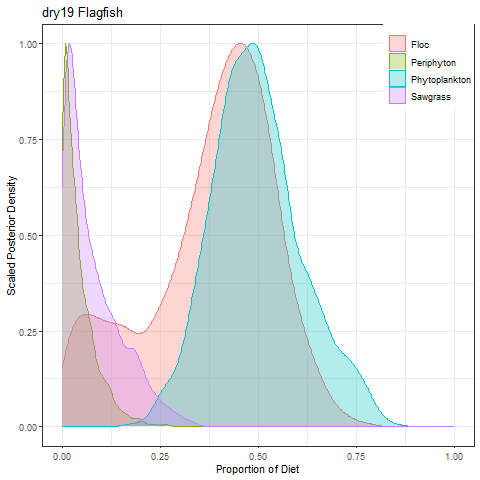 dry19 Flagfish
Floc
Periphyton
Phytoplankton
Sawgrass
1.00
0.75
0.50
0.25
0.00
Scaled Posterior Density
0.00 0.25 0.50 0.75 1.00
Proportion of Diet